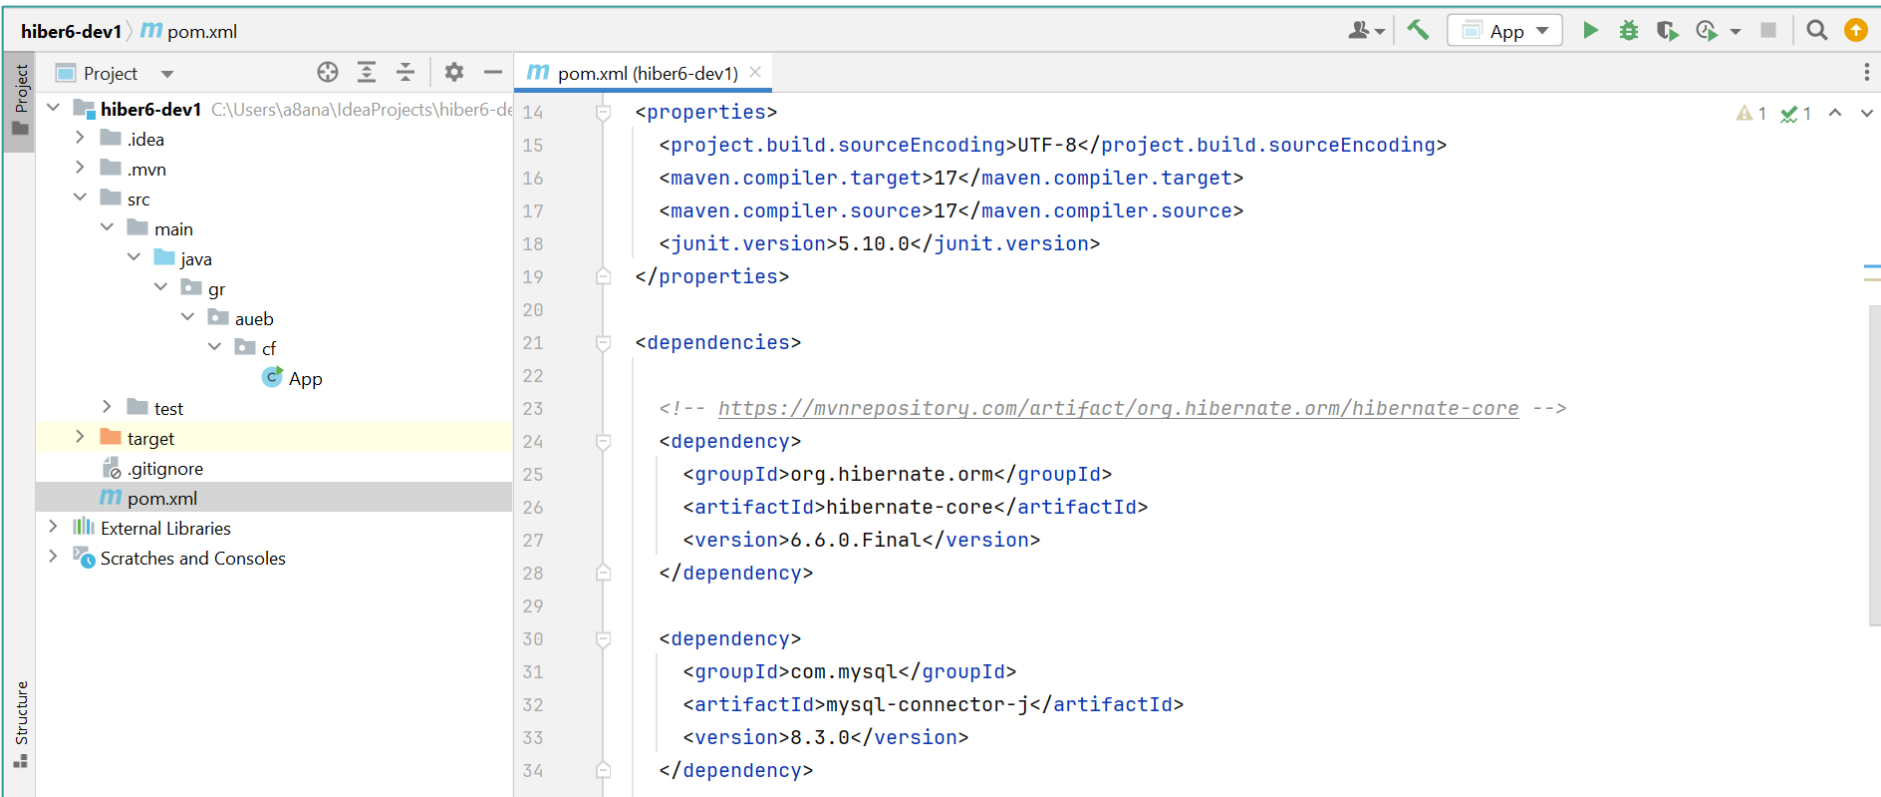 hiber6-dev1 m pom.xml
App
Project
Project
m pom.xml (hiber6-dev1)
hiber6-dev1 C:\Users\a8ana\IdeaProjects\hiber6-de
.idea
.mvn
src
main
java
gr
aueb
cf
C App
test
target
.gitignore
m pom.xml
External Libraries
Scratches and Consoles
Structure
1 1
14 <properties>
15 <project.build.sourceEncoding>UTF-8</project.build.sourceEncoding>
16 <maven.compiler.target>17</maven.compiler.target>
17 <maven.compiler.source>17</maven.compiler.source>
18 <junit.version>5.10.0</junit.version>
19 </properties>
20
21 <dependencies>
22
23 <!-- https://mvnrepository.com/artifact/org.hibernate.orm/hibernate-core -->
24 <dependency>
25 <groupId>org.hibernate.orm</groupId>
26 <artifactId>hibernate-core</artifactId>
27 <version>6.6.0.Final</version>
28 </dependency>
29
30 <dependency>
31 <groupId>com.mysql</groupId>
32 <artifactId>mysql-connector-j</artifactId>
33 <version>8.3.0</version>
34 </dependency>